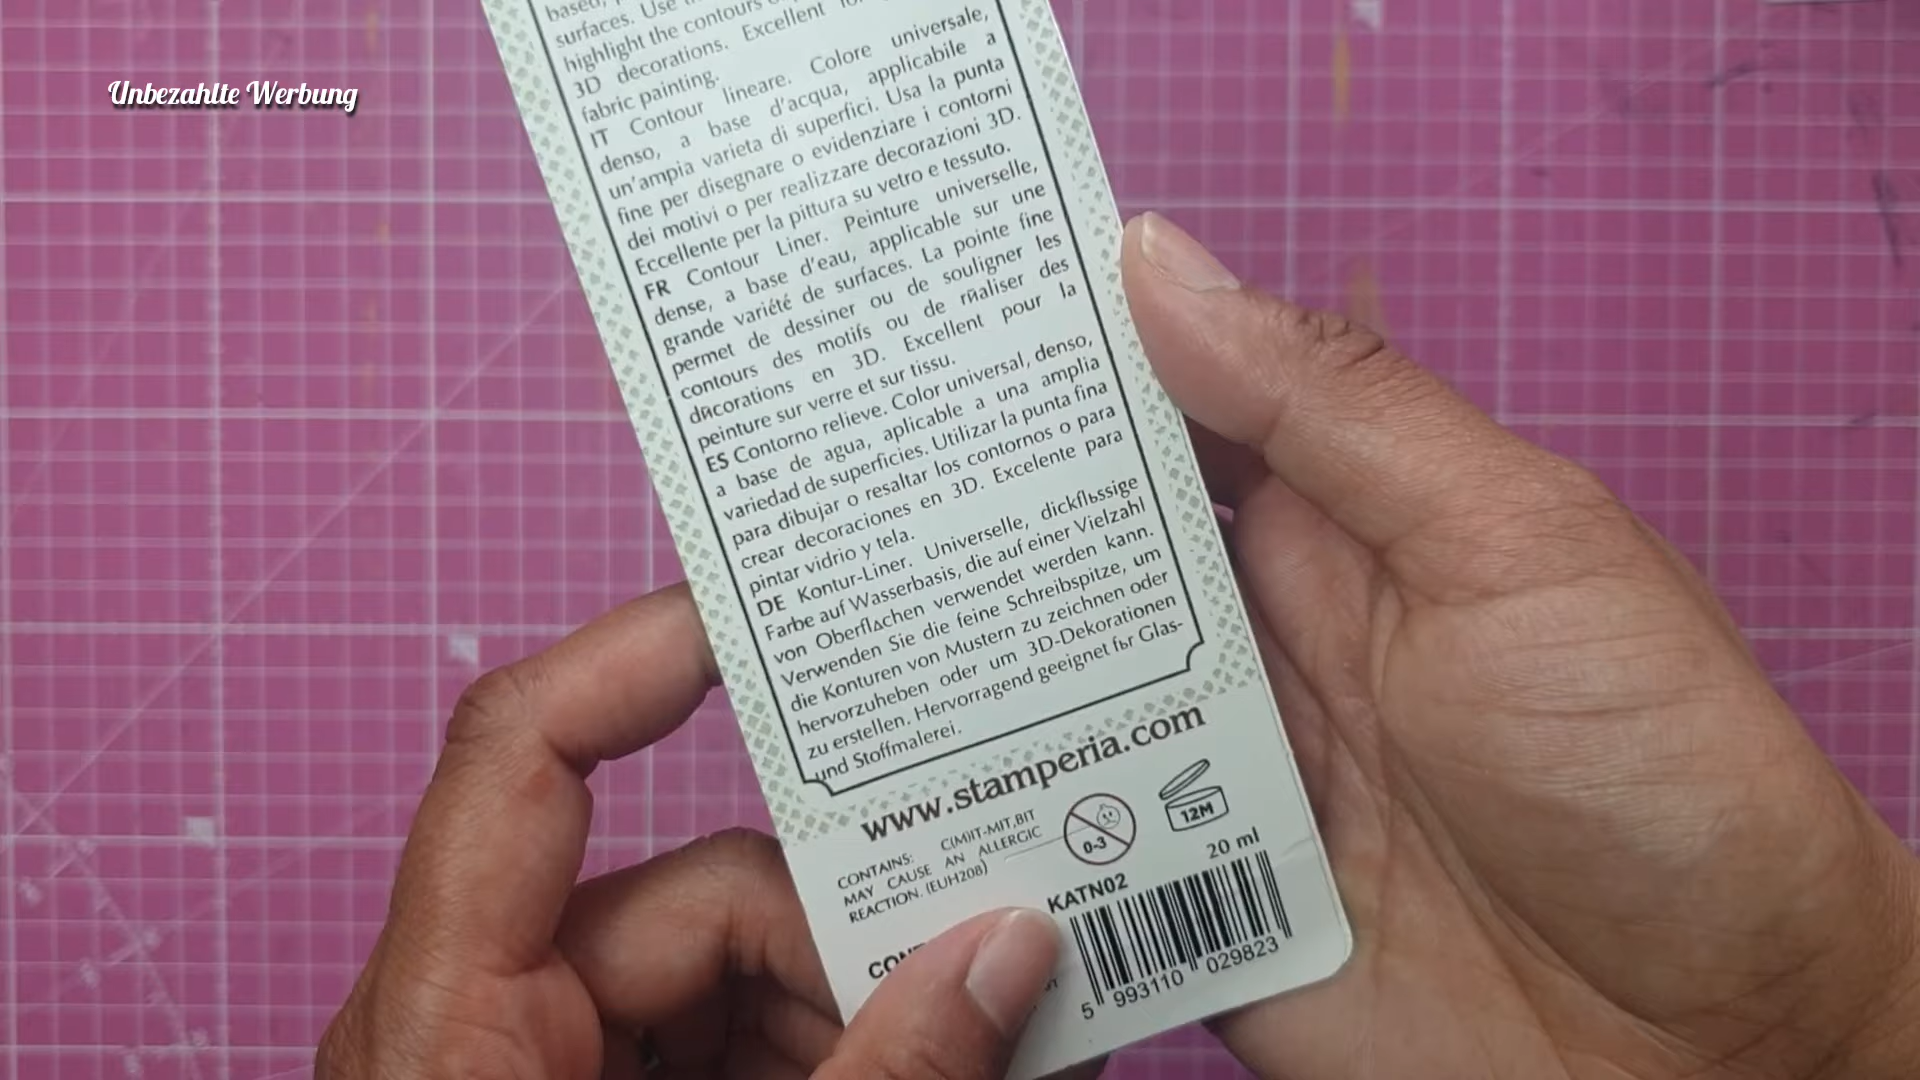 Unbezahlte Werbung
based,
surfaces. Use
highlight the contours
3D decorations. Excellent
fabric painting.
IT Contour lineare. Colore universale,
denso, a base d'acqua, applicabile a
un'ampia varieta di superfici. Usa la punta
fine per disegnare o evidenziare i contorni
dei motivi o per realizzare decorazioni 3D.
Eccellente per la pittura su vetro e tessuto.
FR Contour Liner. Peinture universelle,
dense, a base d'eau, applicable sur une
grande variété de surfaces. La pointe fine
permet de dessiner ou de souligner les
contours des motifs ou de rйaliser des
dйcorations en 3D. Excellent pour la
peinture sur verre et sur tissu.
ES Contorno relieve. Color universal, denso,
a base de agua, aplicable a una amplia
variedad de superficies. Utilizar la punta fina
para dibujar o resaltar los contornos o para
crear decoraciones en 3D. Excelente para
pintar vidrio y tela.
DE Kontur-Liner. Universelle, dickflьssige
Farbe auf Wasserbasis, die auf einer Vielzahl
von Oberflдchen verwendet werden kann.
Verwenden Sie die feine Schreibspitze, um
die Konturen von Mustern zu zeichnen oder
hervorzuheben oder um 3D-Dekorationen
zu erstellen. Hervorragend geeignet fьr Glas-
und Stoffmalerei.
www.stamperia.com
CONTAINS: C(M)IT-MIT,BIT
MAY CAUSE AN ALLERGIC
REACTION. (EUH208)
0-3
12M
20 ml
KATN02
5 993110 029823